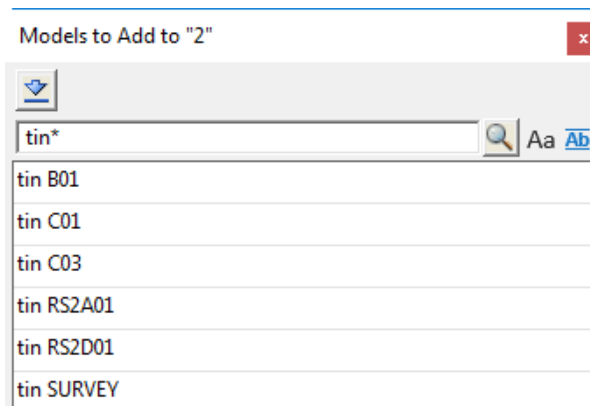 Models to Add to "2"
x
tin*
Aa Ab
tin B01
tin C01
tin C03
tin RS2A01
tin RS2D01
tin SURVEY